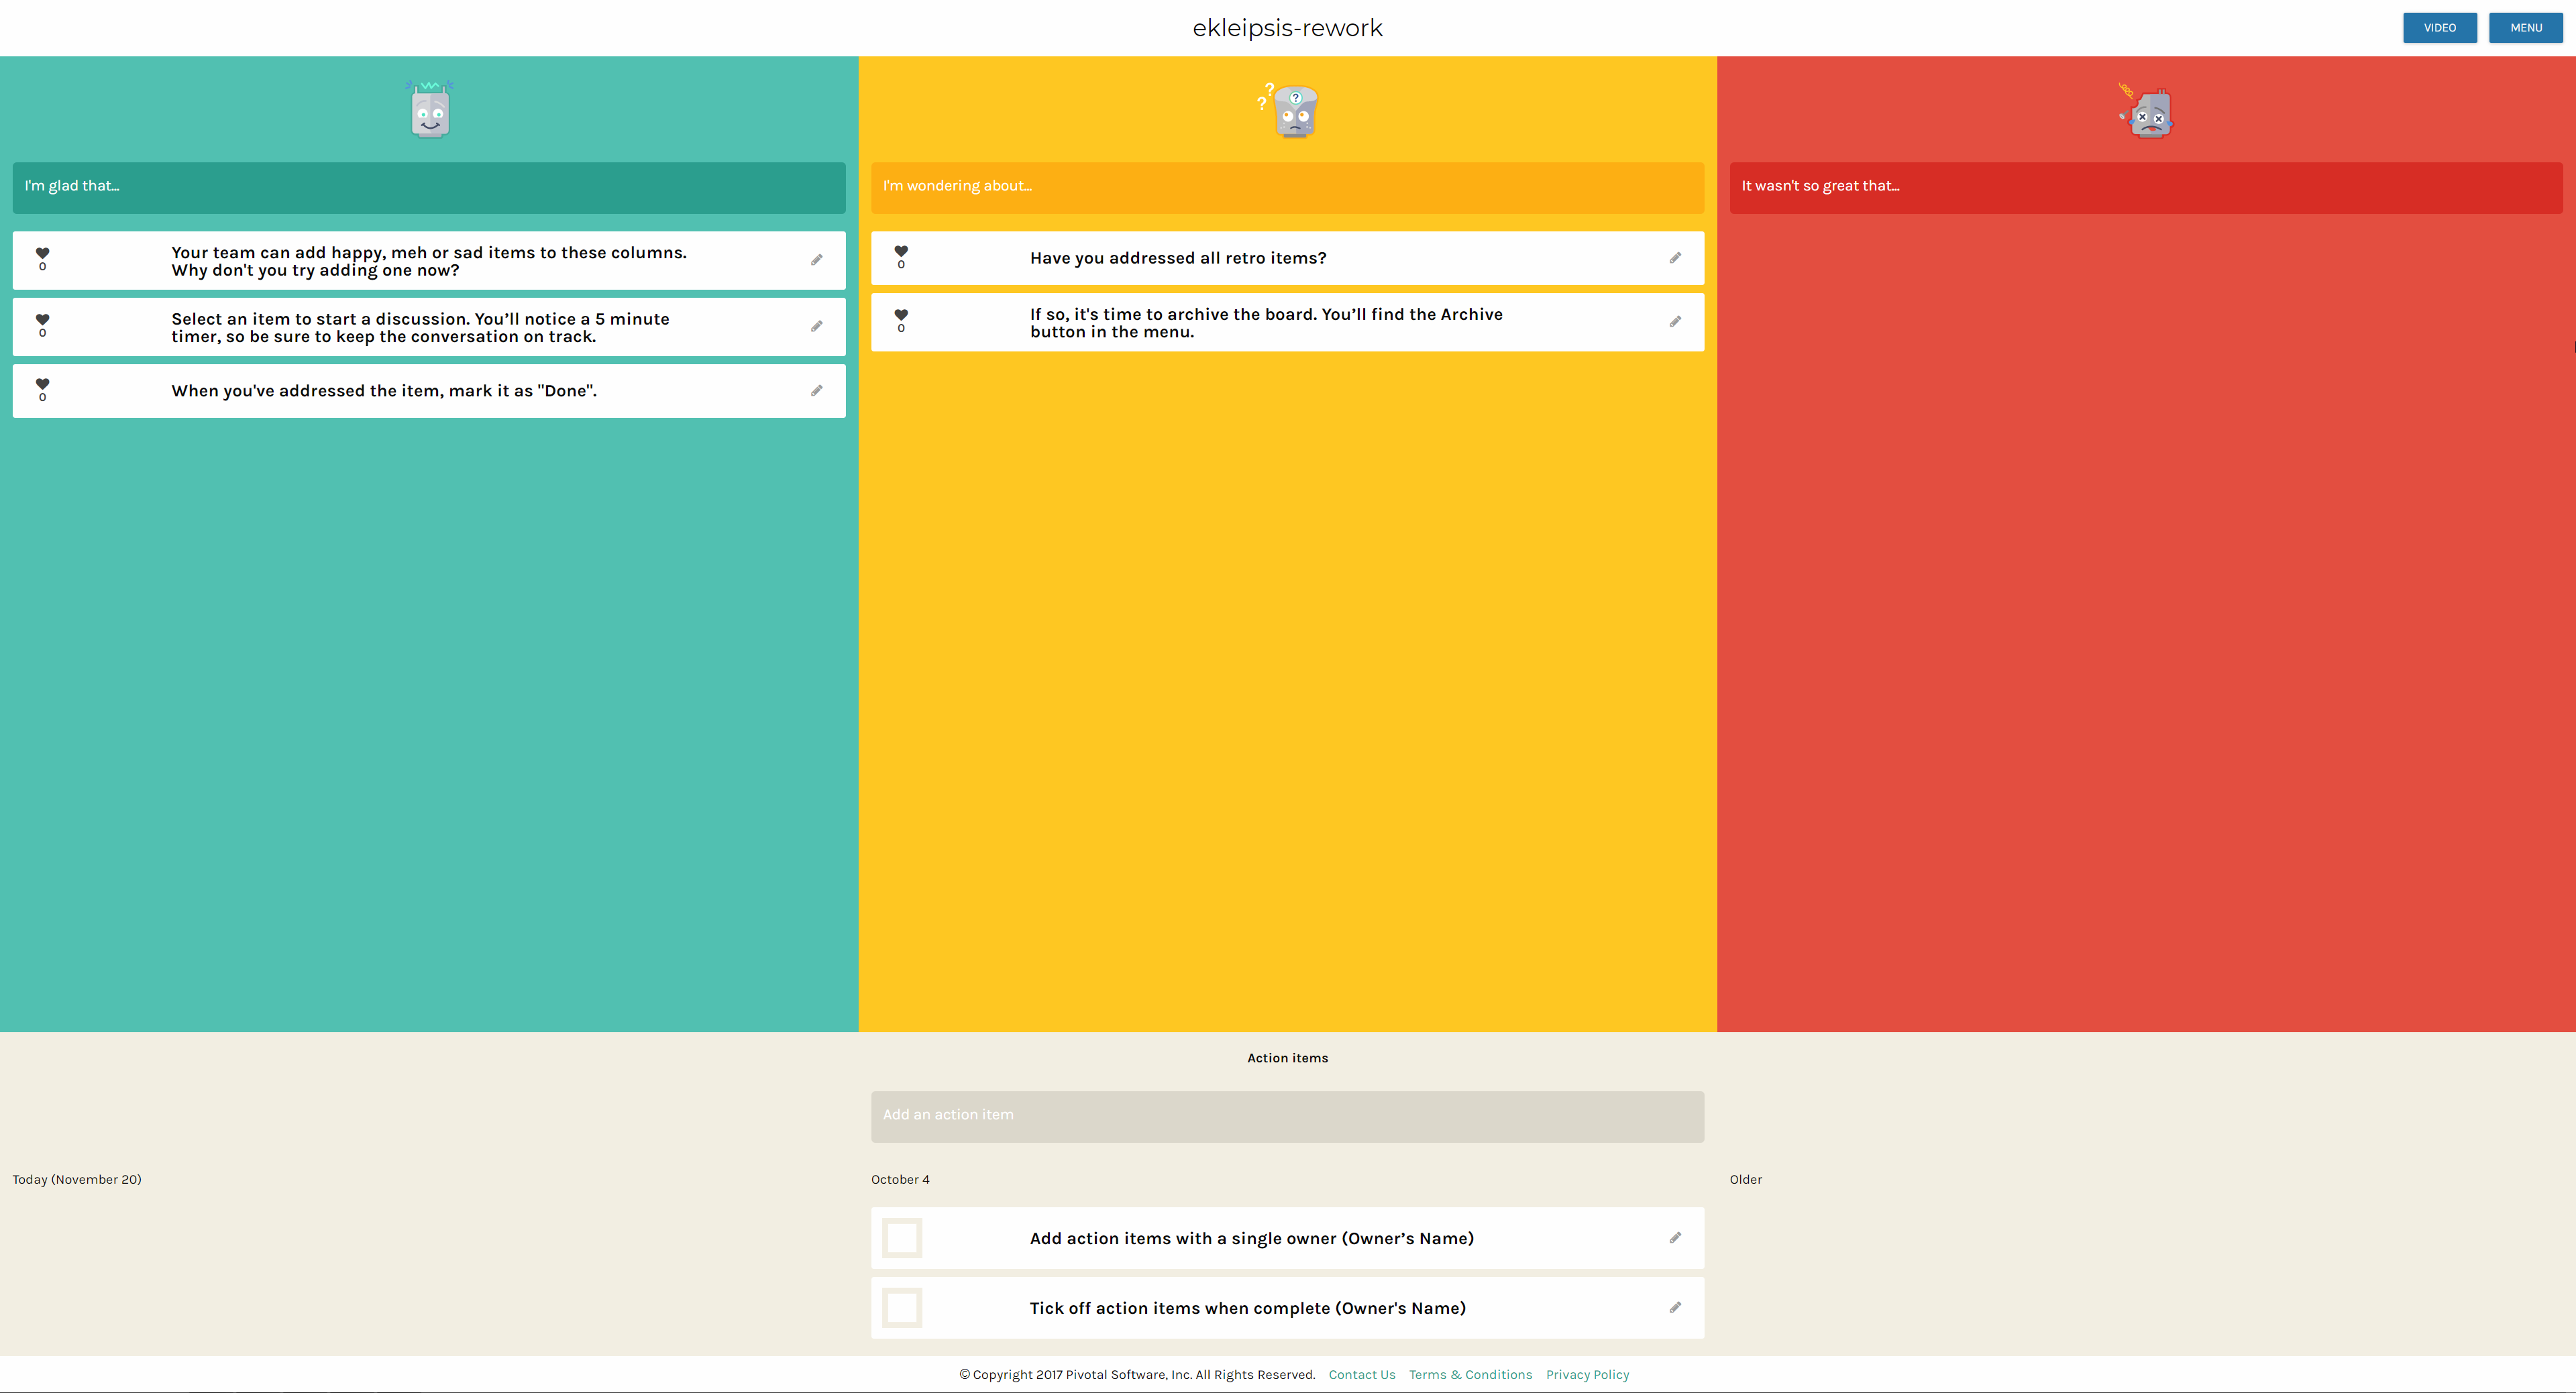 ekleipsis-rework
VIDEO
MENU
I'm glad that...
Your team can add happy, meh or sad items to these columns.
Why don't you try adding one now?
0
Select an item to start a discussion. You’ll notice a 5 minute
timer, so be sure to keep the conversation on track.
0
When you've addressed the item, mark it as "Done".
0
? ? ?
I'm wondering about...
Have you addressed all retro items?
0
If so, it's time to archive the board. You’ll find the Archive
button in the menu.
0
It wasn't so great that...
Action items
Add an action item
Today (November 20)
October 4
Add action items with a single owner (Owner’s Name)
Tick off action items when complete (Owner's Name)
Older
© Copyright 2017 Pivotal Software, Inc. All Rights Reserved. Contact Us Terms & Conditions Privacy Policy